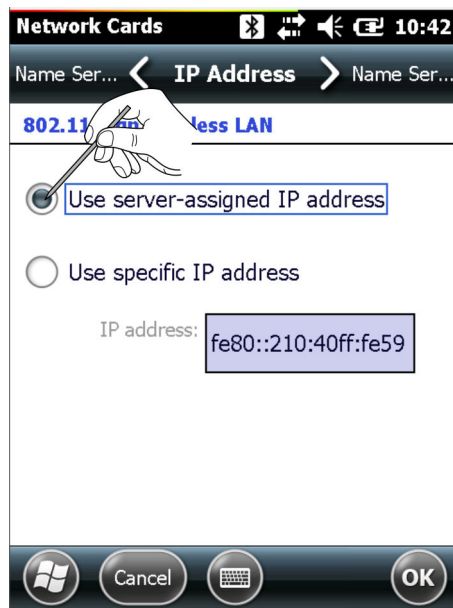 Network Cards 10:42
Name Ser... IP Address Name Ser...
802.11 less LAN
Use server-assigned IP address
Use specific IP address
IP address: fe80::210:40ff:fe59
Cancel OK